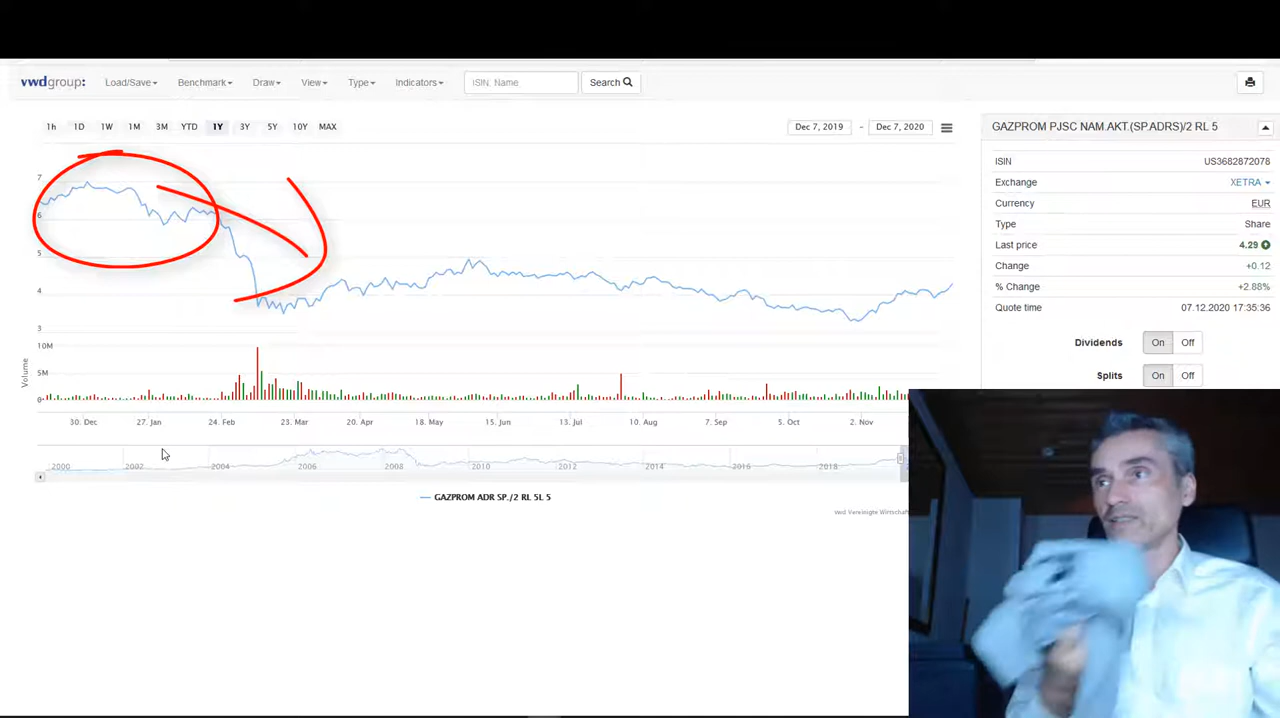 vwdgroup: Load/Save Benchmark Draw View Type Indicators ISIN, Name Search
1h 1D 1W 1M 3M YTD 1Y 3Y 5Y 10Y MAX Dec 7, 2019 – Dec 7, 2020
7
6
5
4
3
10M
5M
0
Volume
30. Dec 27. Jan 24. Feb 23. Mar 20. Apr 18. May 15. Jun 13. Jul 10. Aug 7. Sep 5. Oct 2. Nov
2000 2002 2004 2006 2008 2010 2012 2014 2016 2018
GAZPROM ADR SP./2 RL 5L 5
vwd Vereinigte Wirtschaf
GAZPROM PJSC NAM.AKT.(SP.ADRS)/2 RL 5
ISIN US3682872078
Exchange XETRA
Currency EUR
Type Share
Last price 4.29
Change +0.12
% Change +2.88%
Quote time 07.12.2020 17:35:36
Dividends On Off
Splits On Off